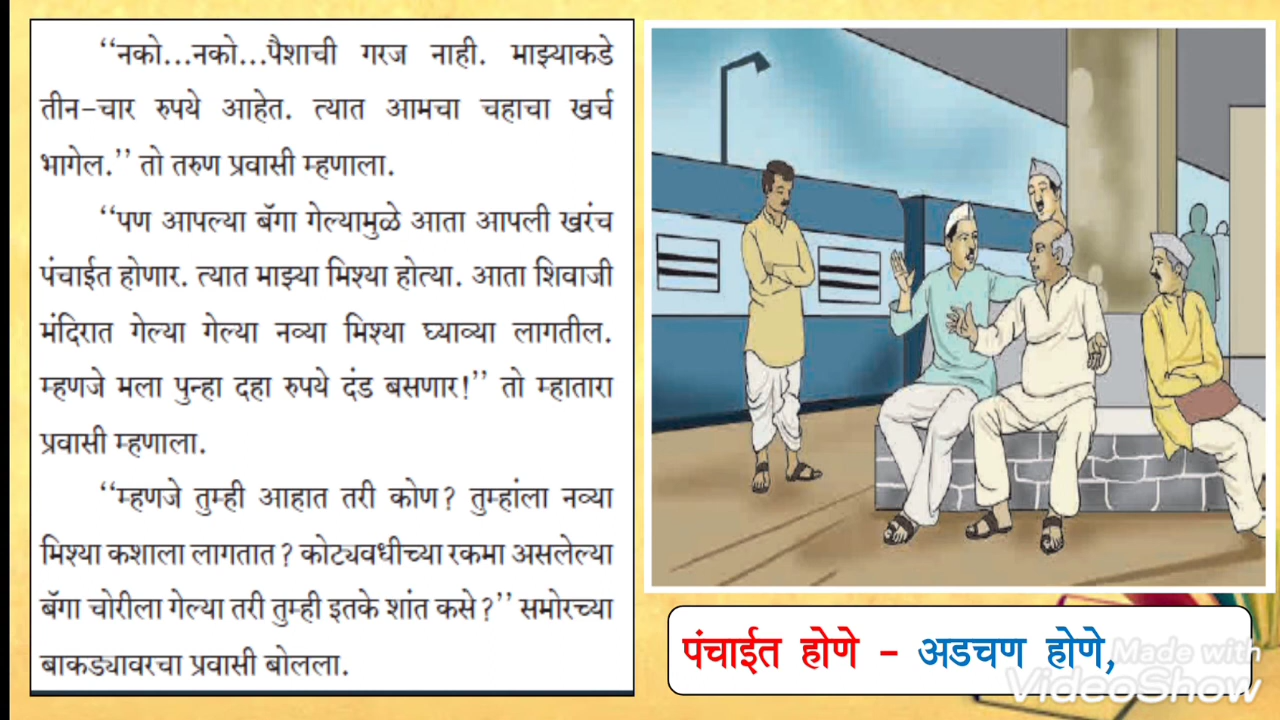 “नको...नको...पैशाची गरज नाही. माझ्याकडे
तीन-चार रुपये आहेत. त्यात आमचा चहाचा खर्च
भागेल.” तो तरुण प्रवासी म्हणाला.
“पण आपल्या बॅगा गेल्यामुळे आता आपली खरंच
पंचाईत होणार. त्यात माझ्या मिश्या होत्या. आता शिवाजी
मंदिरात गेल्या गेल्या नव्या मिश्या घ्याव्या लागतील.
म्हणजे मला पुन्हा दहा रुपये दंड बसणार!” तो म्हातारा
प्रवासी म्हणाला.
“म्हणजे तुम्ही आहात तरी कोण? तुम्हांला नव्या
मिश्या कशाला लागतात? कोट्यवधीच्या रकमा असलेल्या
बॅगा चोरीला गेल्या तरी तुम्ही इतके शांत कसे?” समोरच्या
बाकड्यावरचा प्रवासी बोलला.
पंचाईत होणे - अडचण होणे,
Made with
VideoShow